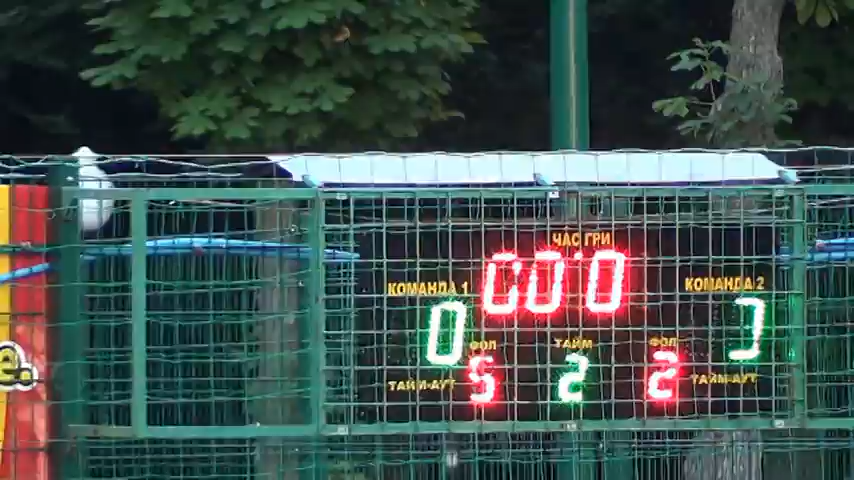 ЧАС ГРИ
КОМАНДА 1
КОМАНДА 2
0
ФОЛ
ТАЙМ
ФОЛ
5
2
2
ТАЙМ-АУТ
ТАЙМ-АУТ